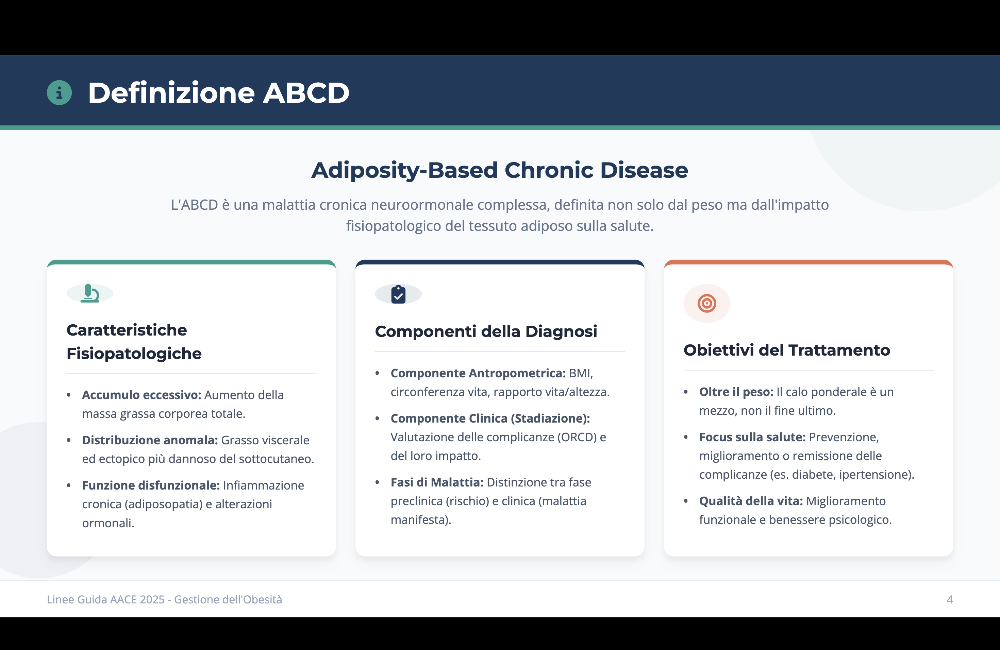 Definizione ABCD
Adiposity-Based Chronic Disease
L'ABCD è una malattia cronica neuroormonale complessa, definita non solo dal peso ma dall'impatto
fisiopatologico del tessuto adiposo sulla salute.
Caratteristiche
Fisiopatologiche
• Accumulo eccessivo: Aumento della
massa grassa corporea totale.
• Distribuzione anomala: Grasso viscerale
ed ectopico più dannoso del sottocutaneo.
• Funzione disfunzionale: Infiammazione
cronica (adiposopatia) e alterazioni
ormonali.
Componenti della Diagnosi
• Componente Antropometrica: BMI,
circonferenza vita, rapporto vita/altezza.
• Componente Clinica (Stadiazione):
Valutazione delle complicanze (ORCD) e
del loro impatto.
• Fasi di Malattia: Distinzione tra fase
preclinica (rischio) e clinica (malattia
manifesta).
Obiettivi del Trattamento
• Oltre il peso: Il calo ponderale è un
mezzo, non il fine ultimo.
• Focus sulla salute: Prevenzione,
miglioramento o remissione delle
complicanze (es. diabete, ipertensione).
• Qualità della vita: Miglioramento
funzionale e benessere psicologico.
Linee Guida AACE 2025 - Gestione dell'Obesità
4